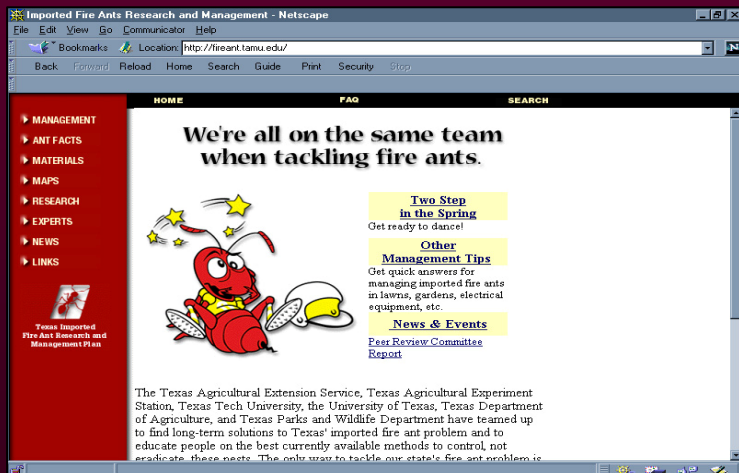 Imported Fire Ants Research and Management - Netscape
File Edit View Go Communicator Help
Bookmarks Location: http://fireant.tamu.edu/
N
Back Forward Reload Home Search Guide Print Security Stop
HOME FAQ SEARCH
MANAGEMENT
ANT FACTS
MATERIALS
MAPS
RESEARCH
EXPERTS
NEWS
LINKS
Texas Imported
Fire Ant Research and
Management Plan
We're all on the same team
when tackling fire ants.
Two Step
in the Spring
Get ready to dance!
Other
Management Tips
Get quick answers for
managing imported fire ants
in lawns, gardens, electrical
equipment, etc.
News & Events
Peer Review Committee
Report
The Texas Agricultural Extension Service, Texas Agricultural Experiment
Station, Texas Tech University, the University of Texas, Texas Department
of Agriculture, and Texas Parks and Wildlife Department have teamed up
to find long-term solutions to Texas' imported fire ant problem and to
educate people on the best currently available methods to control, not
eradicate, these pests. The only way to tackle our state's fire ant problem is